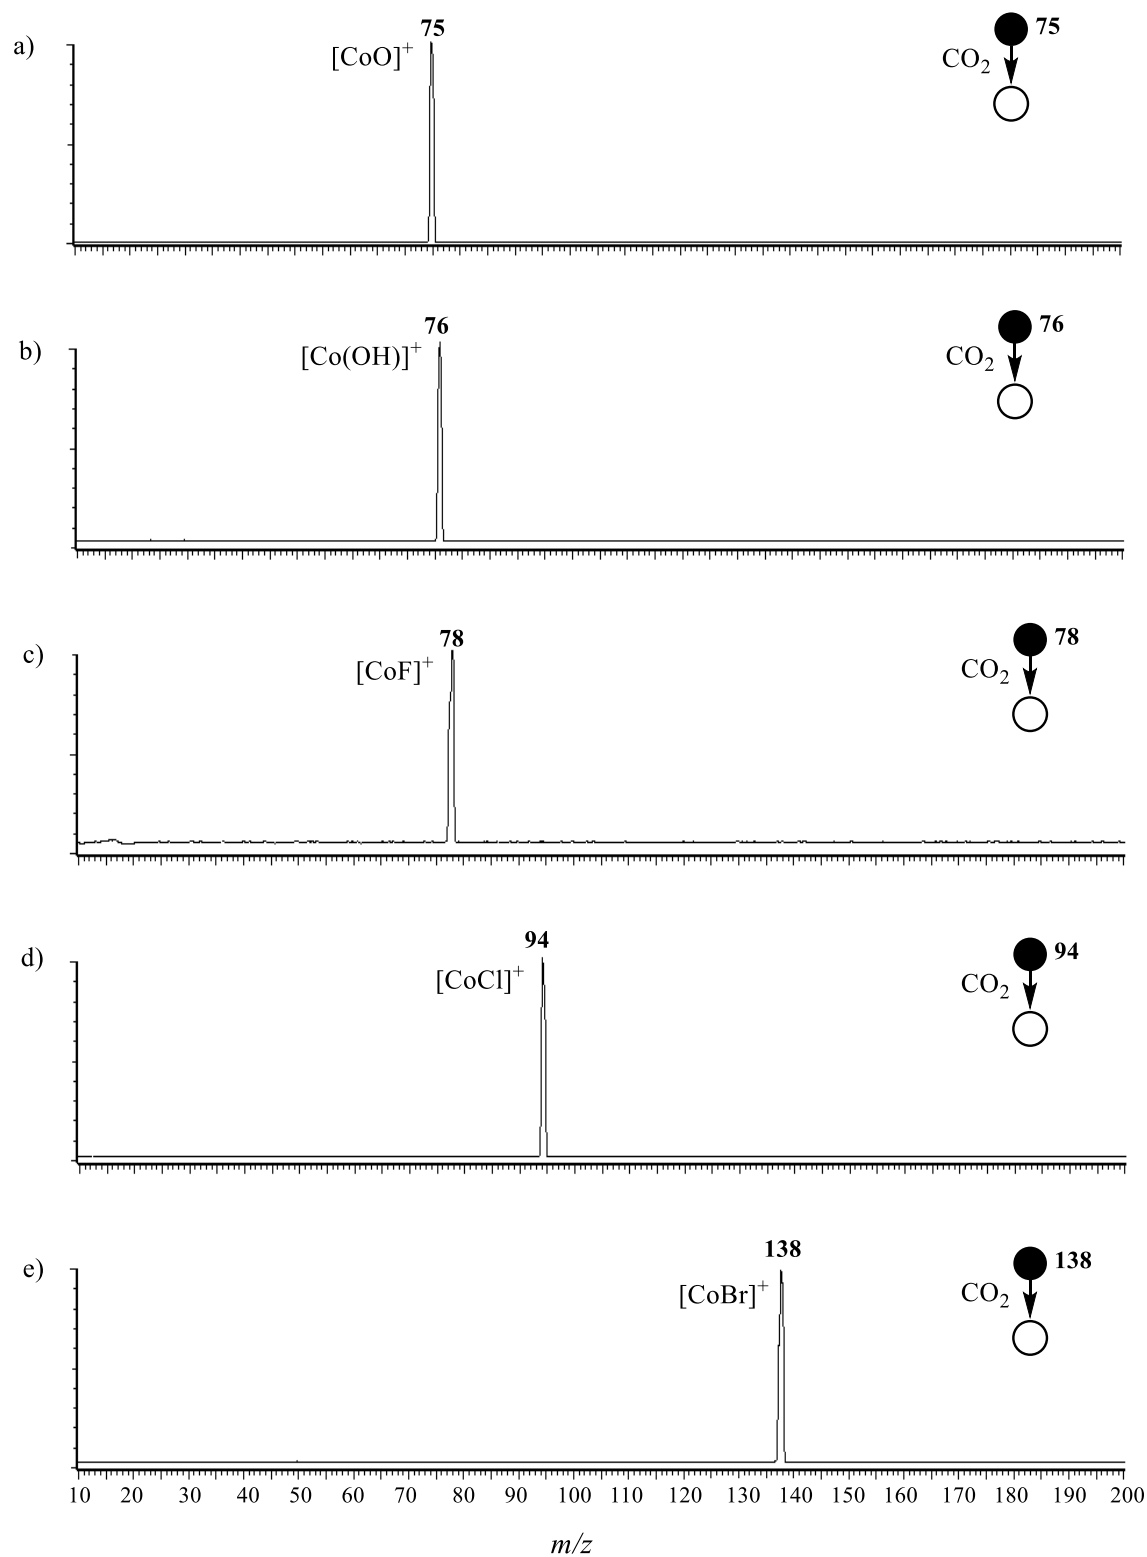 a)
75
[CoO]⁺
CO₂
75
b)
76
[Co(OH)]⁺
CO₂
76
c)
78
[CoF]⁺
CO₂
78
d)
94
[CoCl]⁺
CO₂
94
e)
138
[CoBr]⁺
CO₂
138
10 20 30 40 50 60 70 80 90 100 110 120 130 140 150 160 170 180 190 200
m/z